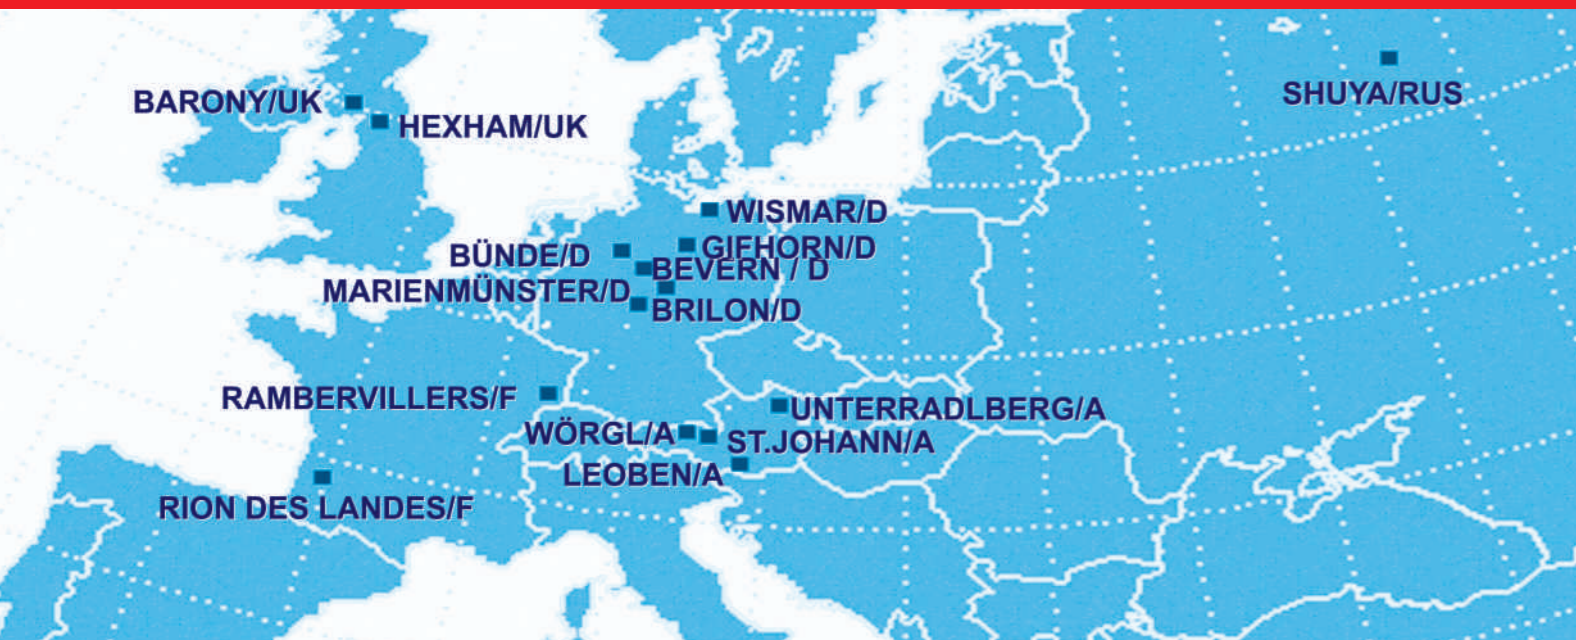 SHUYA/RUS
BARONY/UK
HEXHAM/UK
WISMAR/D
GIFHORN/D
BÜNDE/D
BEVERN / D
MARIENMÜNSTER/D
BRILON/D
RAMBERVILLERS/F
UNTERRADLBERG/A
WÖRGL/A
ST.JOHANN/A
LEOBEN/A
RION DES LANDES/F